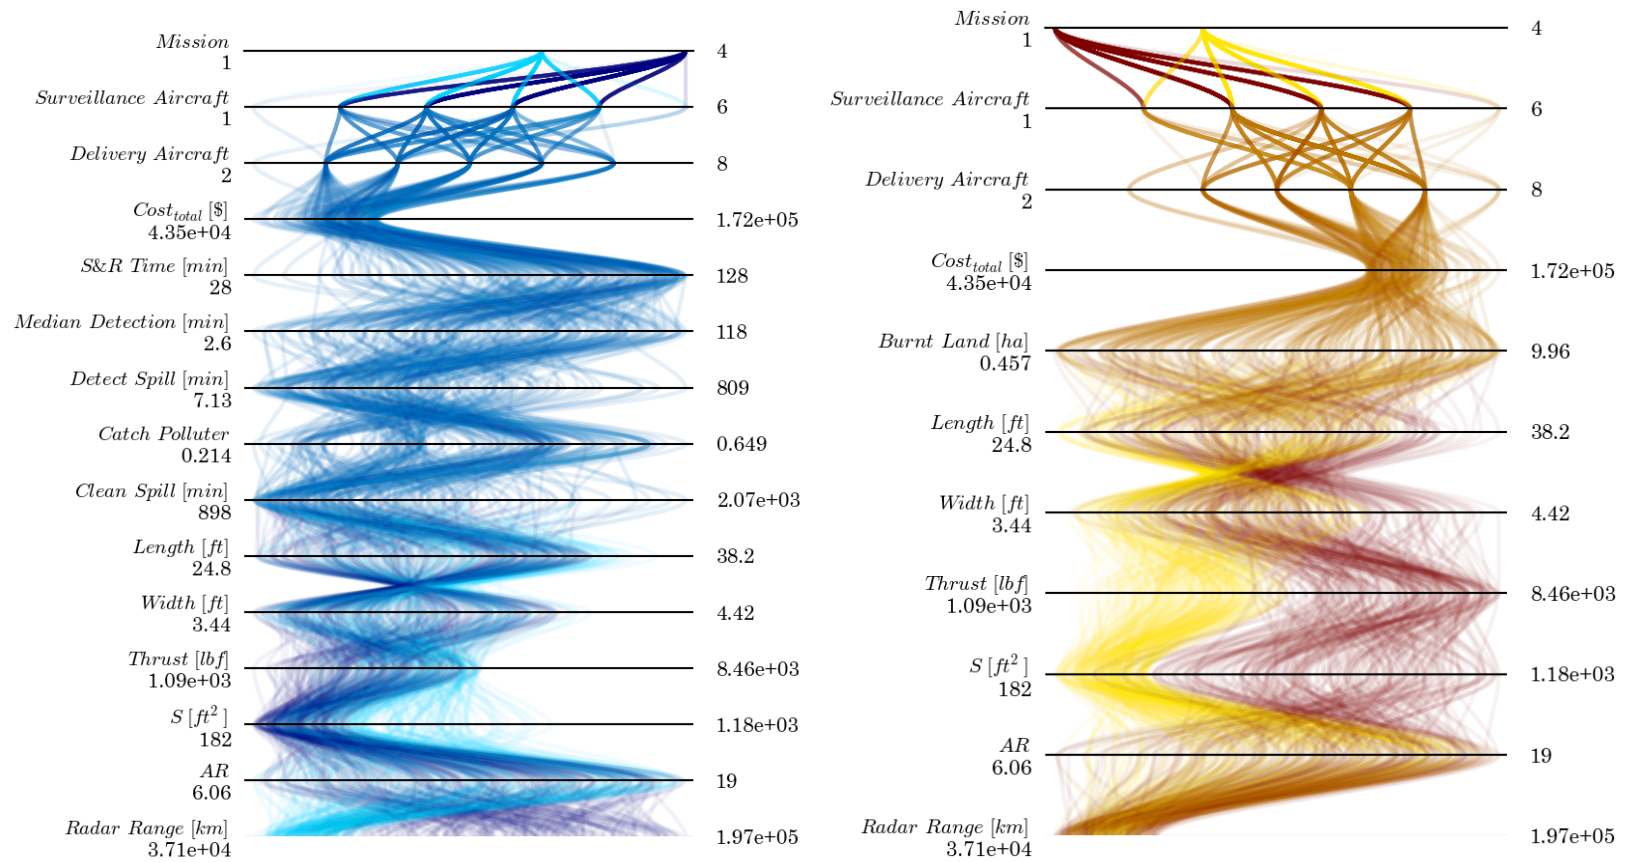 Mission
1
4
Surveillance Aircraft
1
6
Delivery Aircraft
2
8
Cost_total [$]
4.35e+04
1.72e+05
S&R Time [min]
28
128
Median Detection [min]
2.6
118
Detect Spill [min]
7.13
809
Catch Polluter
0.214
0.649
Clean Spill [min]
898
2.07e+03
Length [ft]
24.8
38.2
Width [ft]
3.44
4.42
Thrust [lbf]
1.09e+03
8.46e+03
S [ft²]
182
1.18e+03
AR
6.06
19
Radar Range [km]
3.71e+04
1.97e+05
Mission
1
4
Surveillance Aircraft
1
6
Delivery Aircraft
2
8
Cost_total [$]
4.35e+04
1.72e+05
Burnt Land [ha]
0.457
9.96
Length [ft]
24.8
38.2
Width [ft]
3.44
4.42
Thrust [lbf]
1.09e+03
8.46e+03
S [ft²]
182
1.18e+03
AR
6.06
19
Radar Range [km]
3.71e+04
1.97e+05